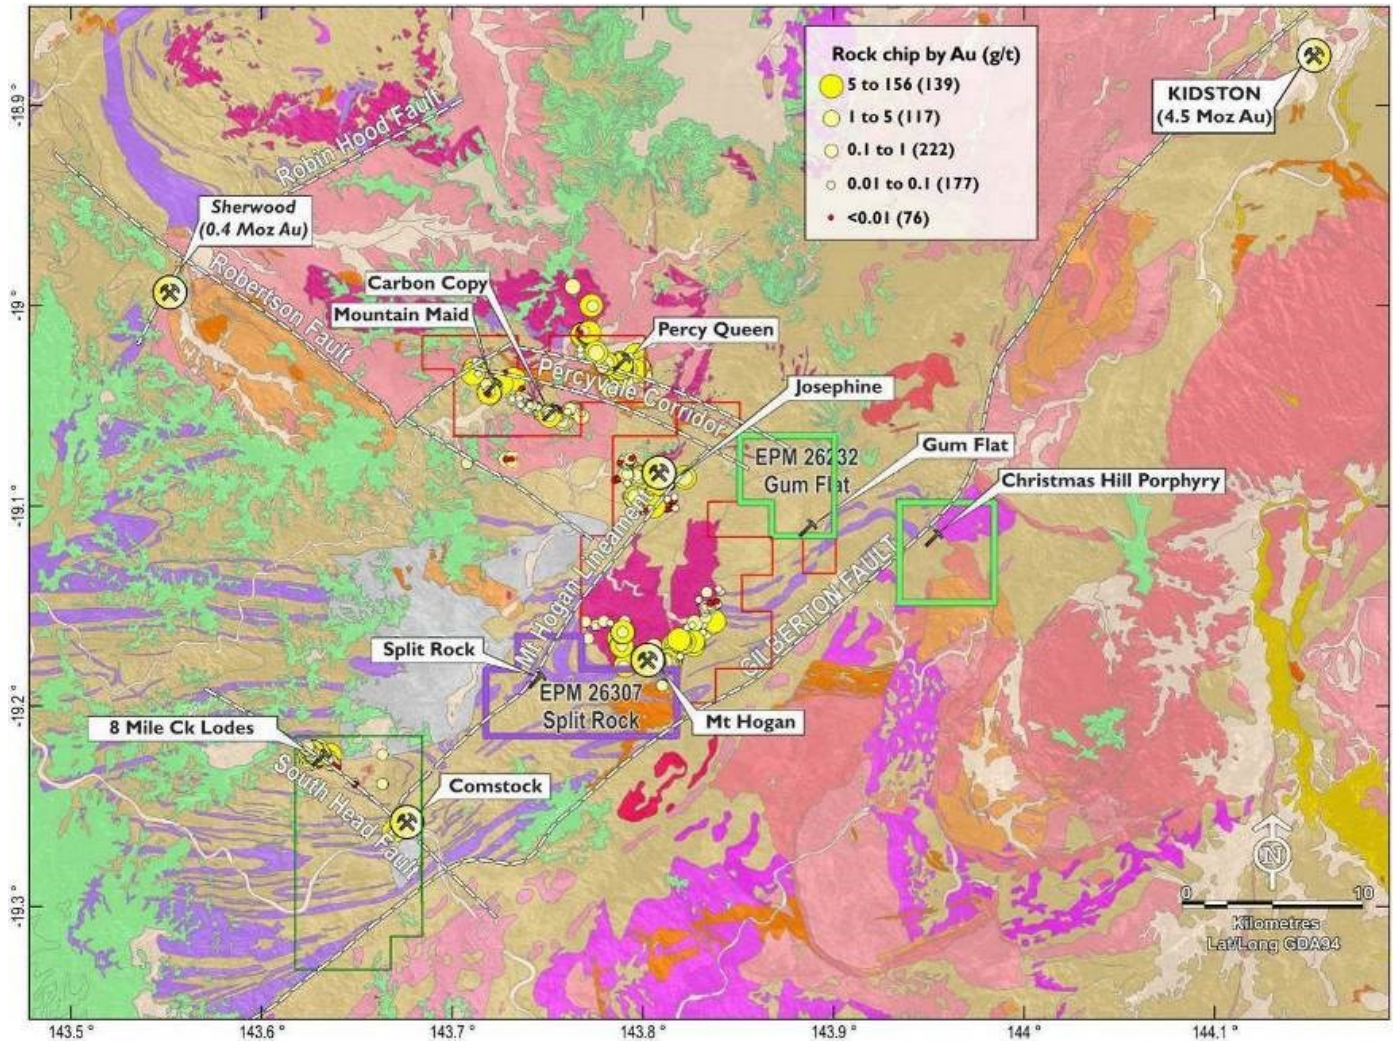 Rock chip by Au (g/t)
5 to 156 (139)
1 to 5 (117)
0.1 to 1 (222)
0.01 to 0.1 (177)
<0.01 (76)
KIDSTON
(4.5 Moz Au)
Robin Hood Fault
Sherwood
(0.4 Moz Au)
Robertson Fault
Carbon Copy
Mountain Maid
Percy Queen
Percyvale Corridor
Josephine
Gum Flat
EPM 26232
Gum Flat
Christmas Hill Porphyry
Mt Hogan Lineament
GILBERTON FAULT
Split Rock
EPM 26307
Split Rock
Mt Hogan
8 Mile Ck Lodes
South Head Fault
Comstock
N
0 10
Kilometres
Lat/Long GDA94
-18.9°
-19°
-19.1°
-19.2°
-19.3°
143.5 °
143.6 °
143.7 °
143.8 °
143.9 °
144 °
144.1 °